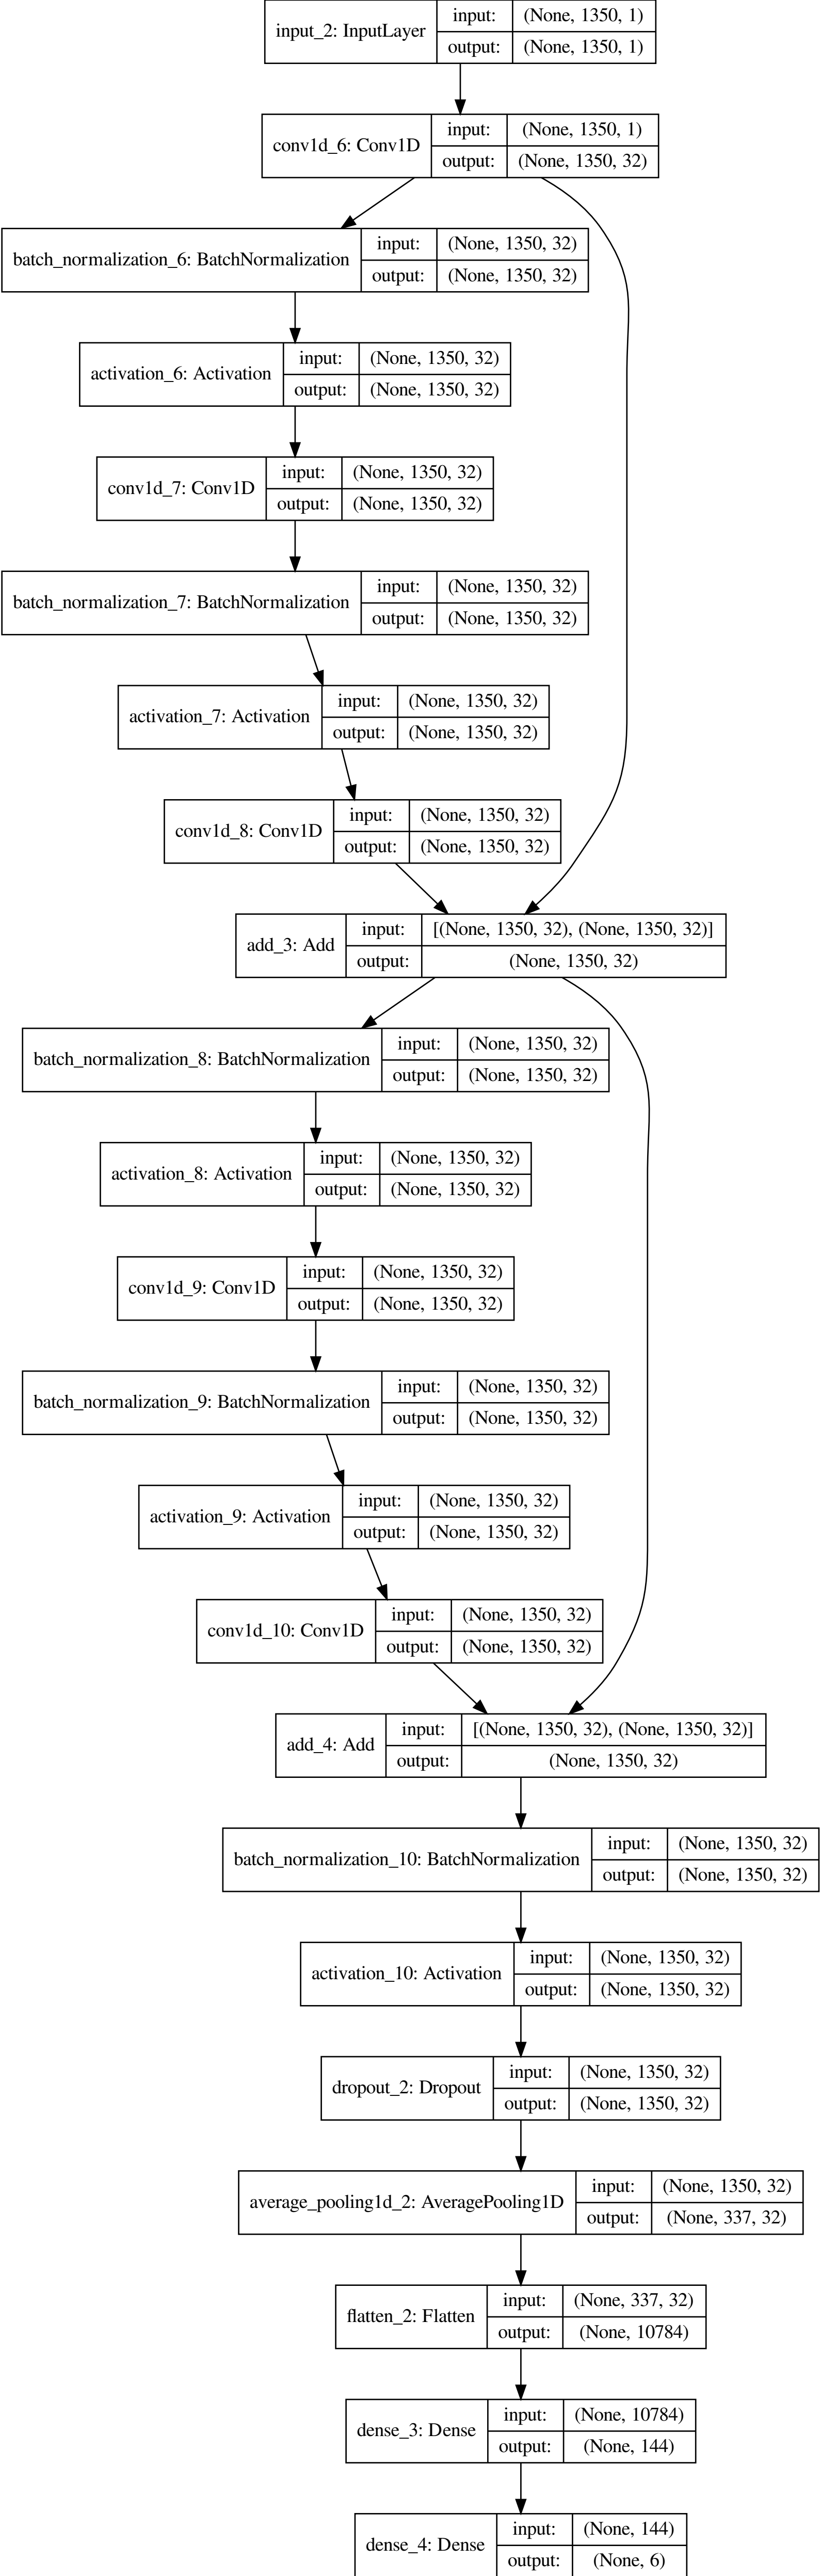 input_2: InputLayer
input: (None, 1350, 1)
output: (None, 1350, 1)
conv1d_6: Conv1D
input: (None, 1350, 1)
output: (None, 1350, 32)
batch_normalization_6: BatchNormalization
input: (None, 1350, 32)
output: (None, 1350, 32)
activation_6: Activation
input: (None, 1350, 32)
output: (None, 1350, 32)
conv1d_7: Conv1D
input: (None, 1350, 32)
output: (None, 1350, 32)
batch_normalization_7: BatchNormalization
input: (None, 1350, 32)
output: (None, 1350, 32)
activation_7: Activation
input: (None, 1350, 32)
output: (None, 1350, 32)
conv1d_8: Conv1D
input: (None, 1350, 32)
output: (None, 1350, 32)
add_3: Add
input: [(None, 1350, 32), (None, 1350, 32)]
output: (None, 1350, 32)
batch_normalization_8: BatchNormalization
input: (None, 1350, 32)
output: (None, 1350, 32)
activation_8: Activation
input: (None, 1350, 32)
output: (None, 1350, 32)
conv1d_9: Conv1D
input: (None, 1350, 32)
output: (None, 1350, 32)
batch_normalization_9: BatchNormalization
input: (None, 1350, 32)
output: (None, 1350, 32)
activation_9: Activation
input: (None, 1350, 32)
output: (None, 1350, 32)
conv1d_10: Conv1D
input: (None, 1350, 32)
output: (None, 1350, 32)
add_4: Add
input: [(None, 1350, 32), (None, 1350, 32)]
output: (None, 1350, 32)
batch_normalization_10: BatchNormalization
input: (None, 1350, 32)
output: (None, 1350, 32)
activation_10: Activation
input: (None, 1350, 32)
output: (None, 1350, 32)
dropout_2: Dropout
input: (None, 1350, 32)
output: (None, 1350, 32)
average_pooling1d_2: AveragePooling1D
input: (None, 1350, 32)
output: (None, 337, 32)
flatten_2: Flatten
input: (None, 337, 32)
output: (None, 10784)
dense_3: Dense
input: (None, 10784)
output: (None, 144)
dense_4: Dense
input: (None, 144)
output: (None, 6)